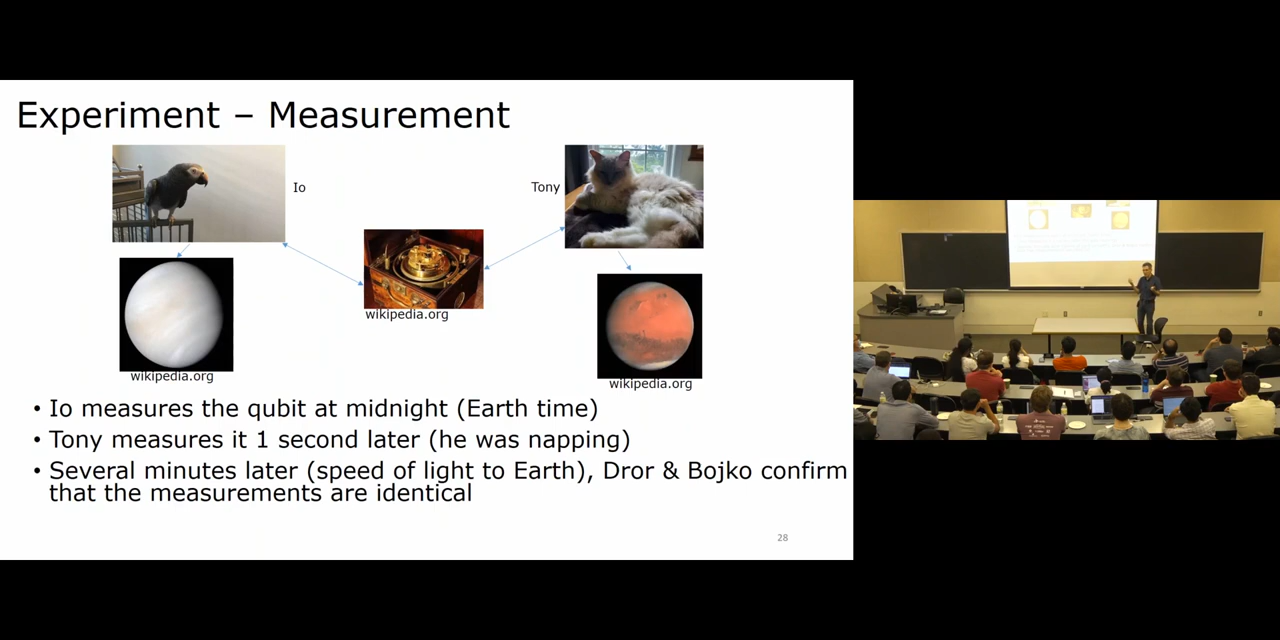 Experiment – Measurement
Io
Tony
wikipedia.org
wikipedia.org
wikipedia.org
• Io measures the qubit at midnight (Earth time)
• Tony measures it 1 second later (he was napping)
• Several minutes later (speed of light to Earth), Dror & Bojko confirm
that the measurements are identical
28